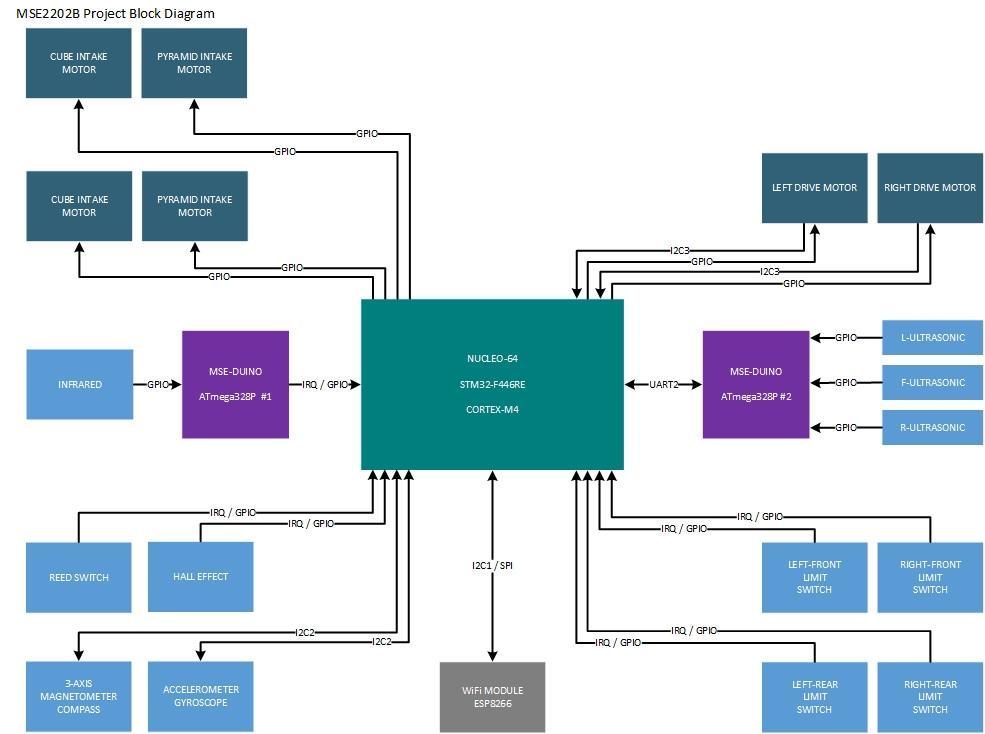 MSE2202B Project Block Diagram
CUBE INTAKE
MOTOR
PYRAMID INTAKE
MOTOR
GPIO
GPIO
CUBE INTAKE
MOTOR
PYRAMID INTAKE
MOTOR
GPIO
GPIO
LEFT DRIVE MOTOR
RIGHT DRIVE MOTOR
I2C3
GPIO
I2C3
GPIO
INFRARED
GPIO
MSE-DUINO
ATmega328P #1
IRQ / GPIO
NUCLEO-64
STM32-F446RE
CORTEX-M4
UART2
MSE-DUINO
ATmega328P #2
GPIO
L-ULTRASONIC
GPIO
F-ULTRASONIC
GPIO
R-ULTRASONIC
IRQ / GPIO
IRQ / GPIO
REED SWITCH
HALL EFFECT
I2C2
I2C2
3-AXIS
MAGNETOMETER
COMPASS
ACCELEROMETER
GYROSCOPE
I2C1 / SPI
WiFi MODULE
ESP8266
IRQ / GPIO
IRQ / GPIO
LEFT-FRONT
LIMIT
SWITCH
RIGHT-FRONT
LIMIT
SWITCH
IRQ / GPIO
IRQ / GPIO
LEFT-REAR
LIMIT
SWITCH
RIGHT-REAR
LIMIT
SWITCH